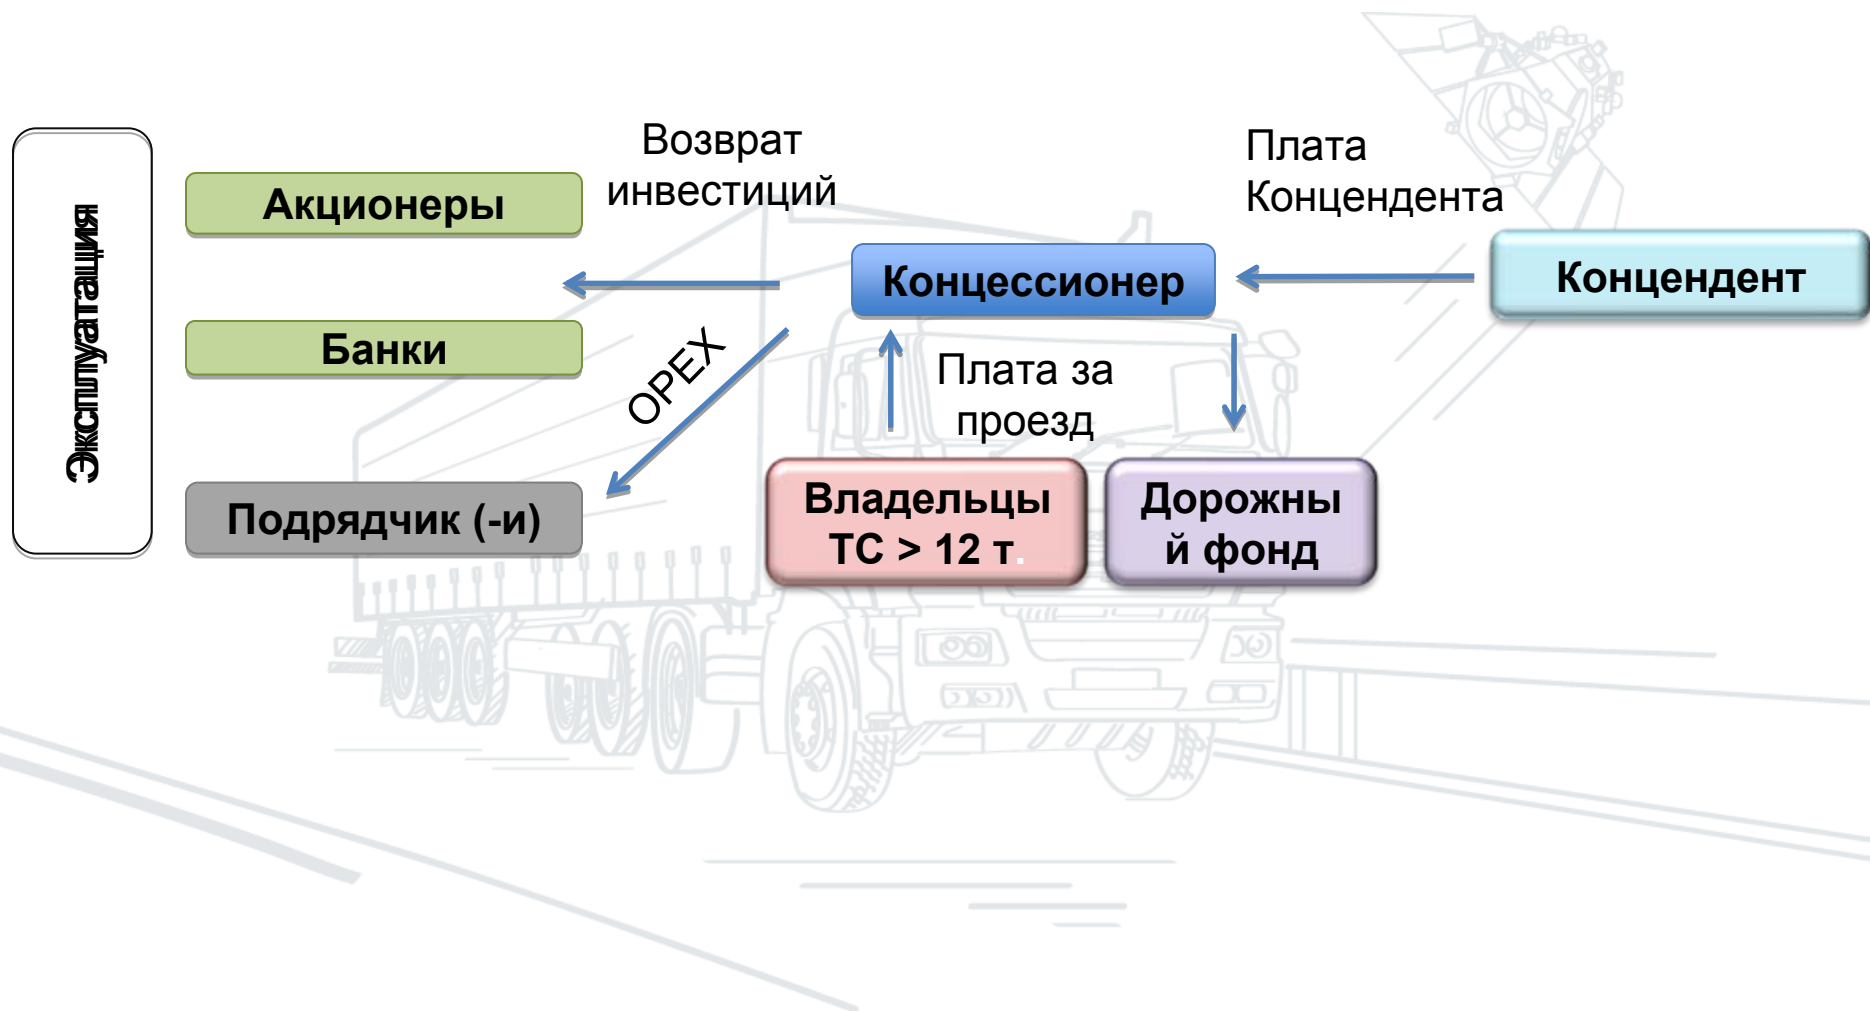 Эксплуатация
Акционеры
Банки
Подрядчик (-и)
Возврат
инвестиций
OPEX
Концессионер
Плата
Концендента
Концендент
Плата за
проезд
Владельцы
ТС > 12 т.
Дорожны
й фонд